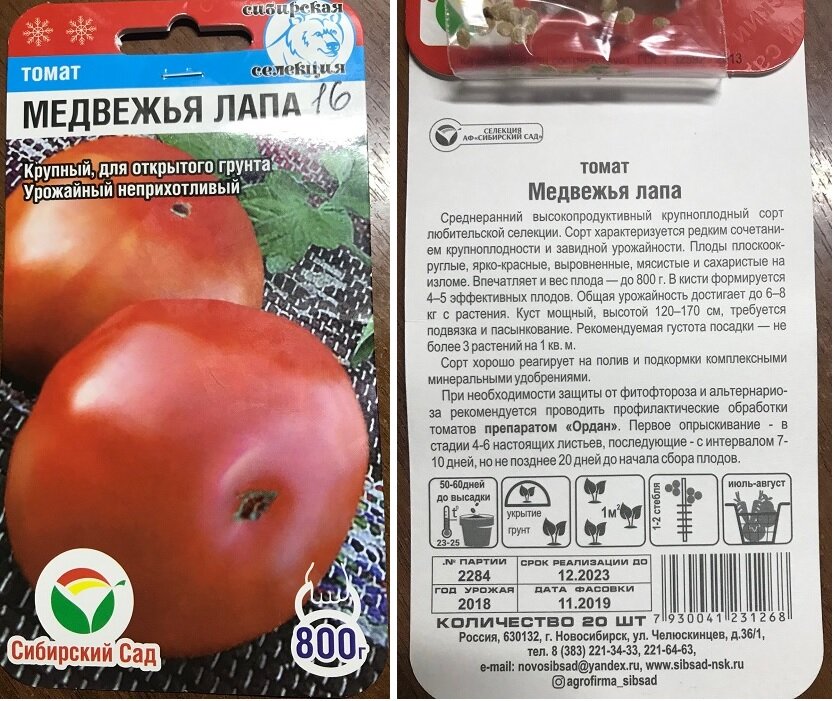 сибирская
селекция
томат
МЕДВЕЖЬЯ ЛАПА 16
Крупный, для открытого грунта
Урожайный неприхотливый
Сибирский Сад
800г
СЕЛЕКЦИЯ
АФ«СИБИРСКИЙ САД»
томат
Медвежья лапа
Среднеранний высокопродуктивный крупноплодный сорт
любительской селекции. Сорт характеризуется редким сочетани-
ем крупноплодности и завидной урожайности. Плоды плоскоок-
руглые, ярко-красные, выровненные, мясистые и сахаристые на
изломе. Впечатляет и вес плода — до 800 г. В кисти формируется
4–5 эффективных плодов. Общая урожайность достигает до 6–8
кг с растения. Куст мощный, высотой 120–170 см, требуется
подвязка и пасынкование. Рекомендуемая густота посадки — не
более 3 растений на 1 кв. м.
Сорт хорошо реагирует на полив и подкормки комплексными
минеральными удобрениями.
При необходимости защиты от фитофтороза и альтернарио-
за рекомендуется проводить профилактические обработки
томатов препаратом «Ордан». Первое опрыскивание - в
стадии 4-6 настоящих листьев, последующие - с интервалом 7-
10 дней, но не позднее 20 дней до начала сбора плодов.
50-60дней
до высадки
t°
23-25
укрытие
грунт
1м²
1-2 стебля
июль-август
.№ ПАРТИИ
2284
СРОК РЕАЛИЗАЦИИ ДО
12.2023
ГОД УРОЖАЯ
2018
ДАТА ФАСОВКИ
11.2019
КОЛИЧЕСТВО 20 ШТ
7 930041 231268
Россия, 630132, г. Новосибирск, ул. Челюскинцев, д.36/1,
тел. 8 (383) 221-34-33, 221-64-63,
e-mail: novosibsad@yandex.ru, www.sibsad-nsk.ru
agrofirma_sibsad